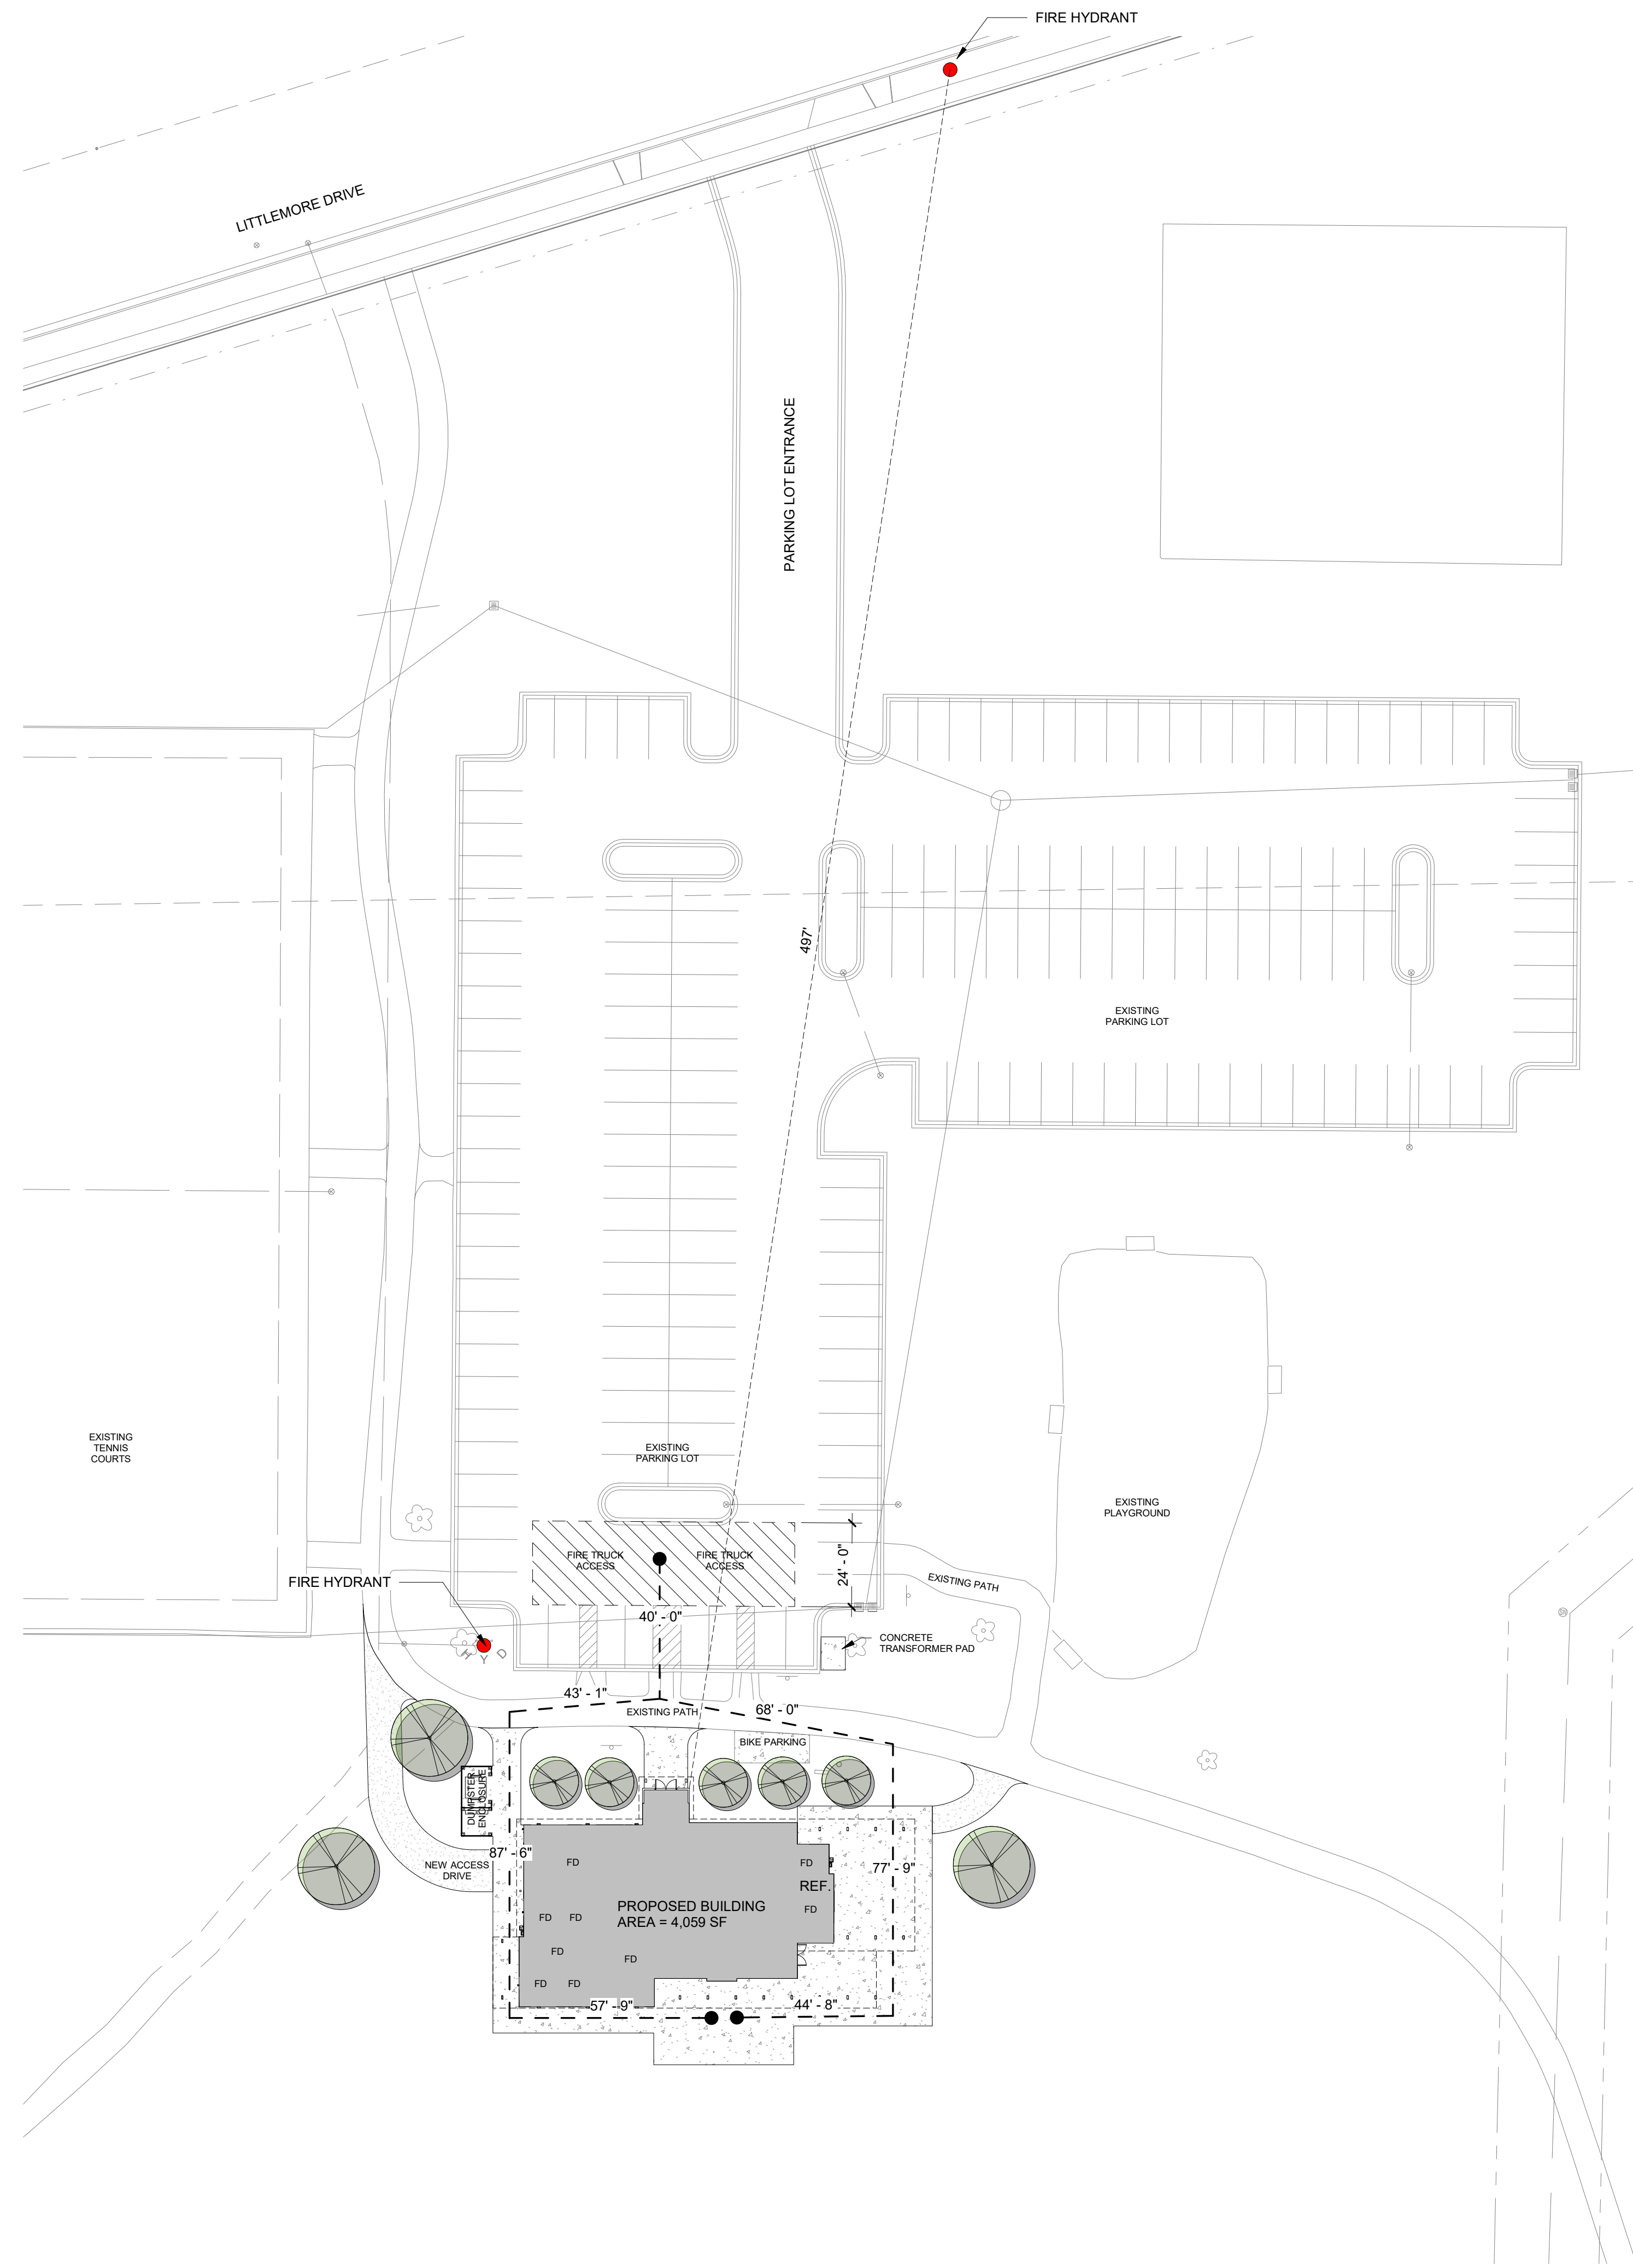 FIRE HYDRANT
LITTLEMORE DRIVE
PARKING LOT ENTRANCE
497'
EXISTING
PARKING LOT
EXISTING
TENNIS
COURTS
EXISTING
PARKING LOT
EXISTING
PLAYGROUND
FIRE TRUCK
ACCESS
FIRE TRUCK
ACCESS
24' - 0"
FIRE HYDRANT
EXISTING PATH
40' - 0"
HYD
CONCRETE
TRANSFORMER PAD
43' - 1"
68' - 0"
EXISTING PATH
BIKE PARKING
DUMPSTER
ENCLOSURE
87' - 6"
NEW ACCESS
DRIVE
FD
FD
77' - 9"
REF.
PROPOSED BUILDING
AREA = 4,059 SF
FD
FD
FD
FD
FD
FD
FD
57' - 9"
44' - 8"